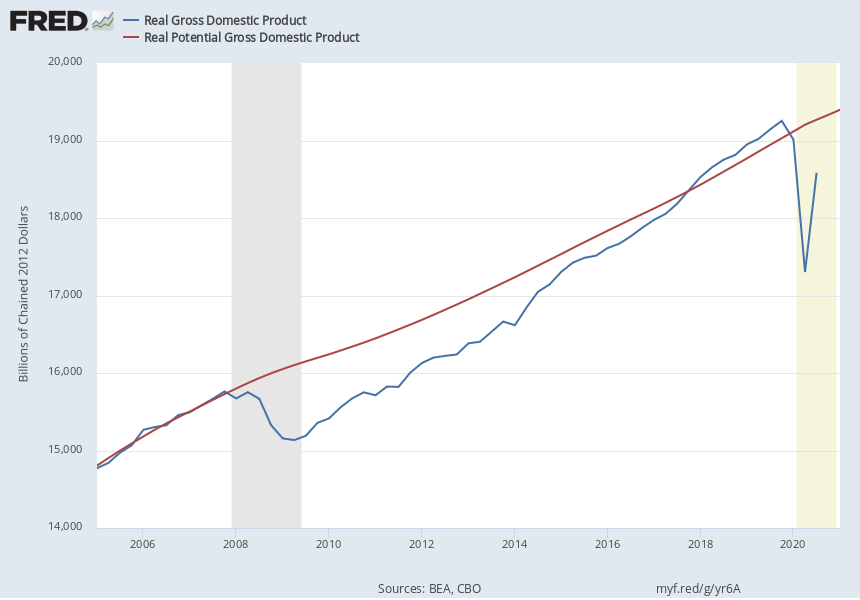 FRED
Real Gross Domestic Product
Real Potential Gross Domestic Product
20,000
19,000
18,000
17,000
16,000
15,000
14,000
Billions of Chained 2012 Dollars
2006 2008 2010 2012 2014 2016 2018 2020
Sources: BEA, CBO myf.red/g/yr6A